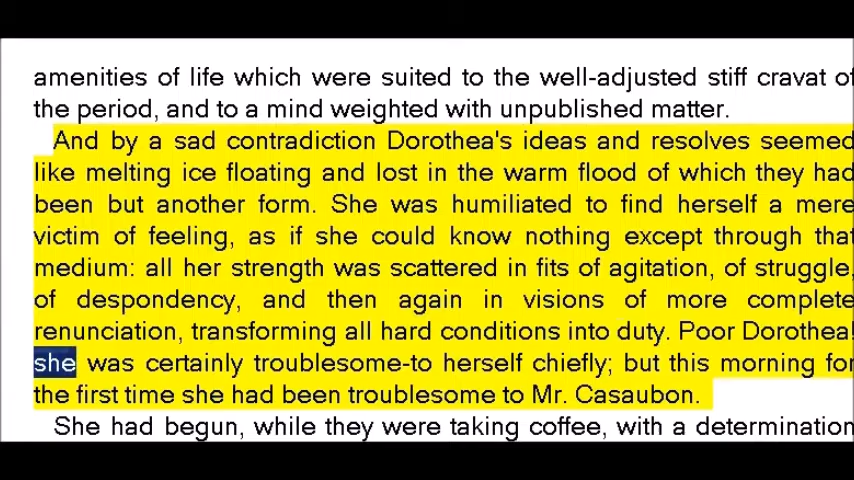 amenities of life which were suited to the well-adjusted stiff cravat of
the period, and to a mind weighted with unpublished matter.
And by a sad contradiction Dorothea's ideas and resolves seemed
like melting ice floating and lost in the warm flood of which they had
been but another form. She was humiliated to find herself a mere
victim of feeling, as if she could know nothing except through that
medium: all her strength was scattered in fits of agitation, of struggle,
of despondency, and then again in visions of more complete
renunciation, transforming all hard conditions into duty. Poor Dorothea!
she was certainly troublesome-to herself chiefly; but this morning for
the first time she had been troublesome to Mr. Casaubon.
She had begun, while they were taking coffee, with a determination